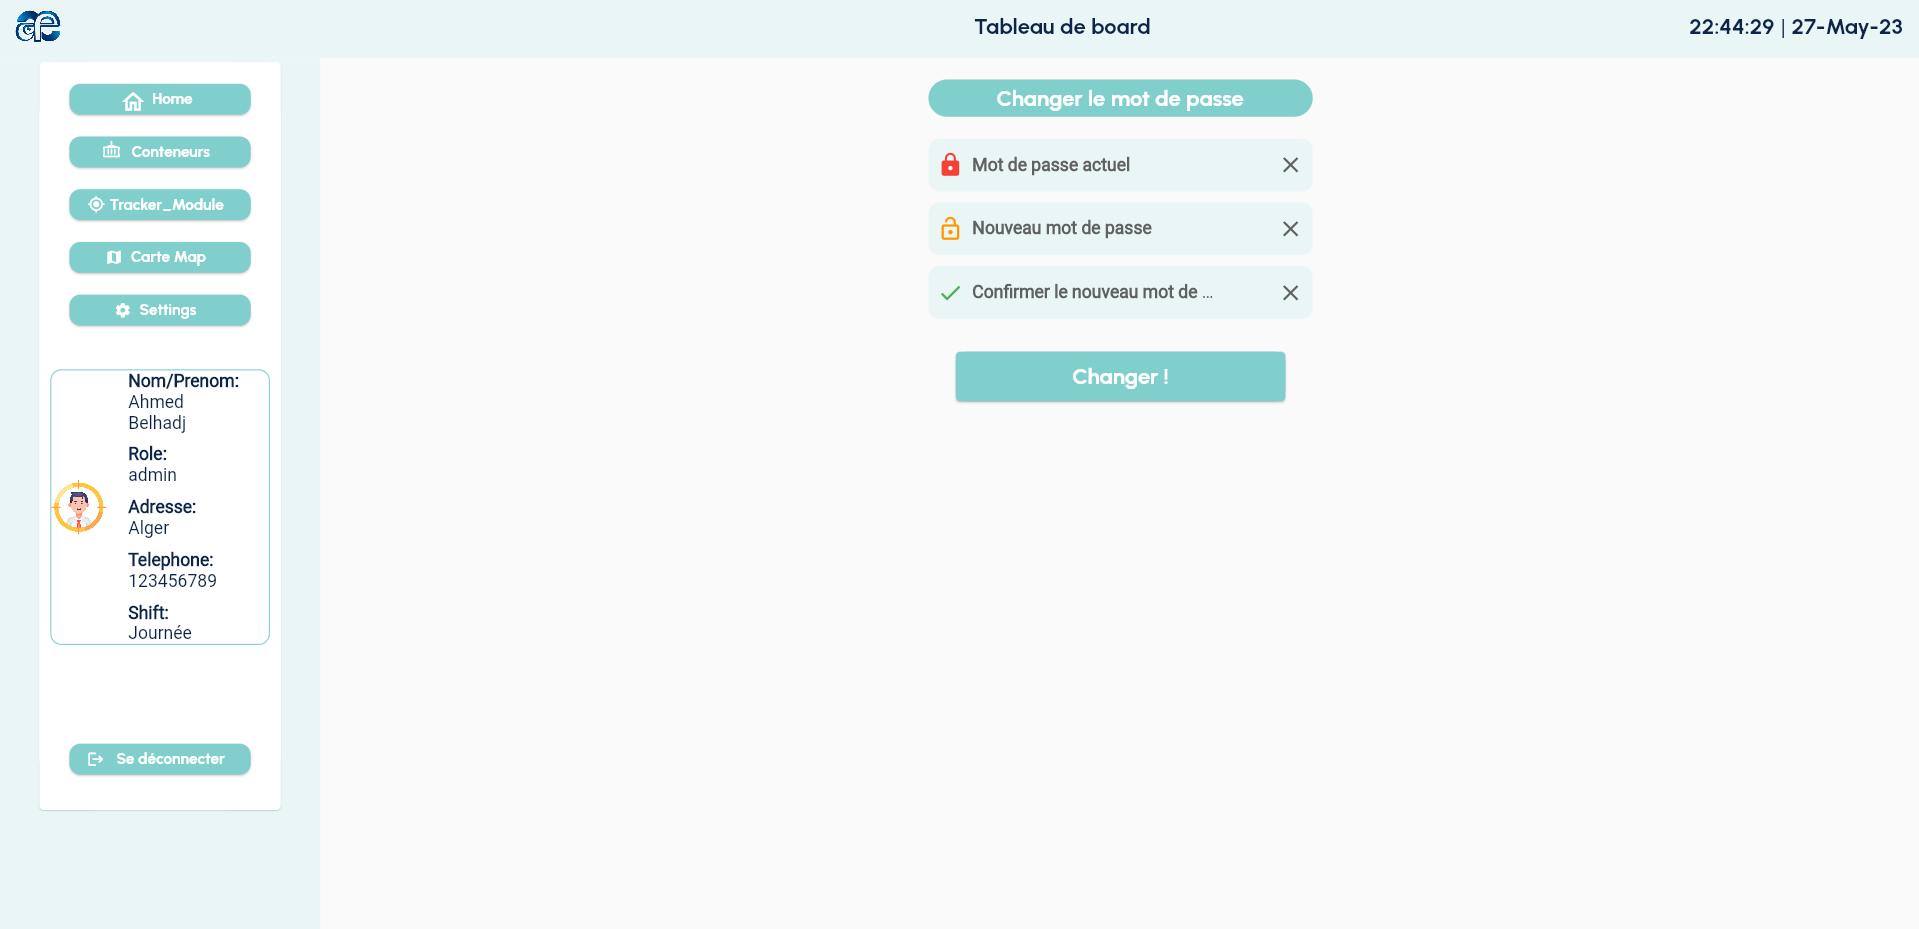 Tableau de board
22:44:29 | 27-May-23
Home
Conteneurs
Tracker_Module
Carte Map
Settings
Nom/Prenom:
Ahmed
Belhadj
Role:
admin
Adresse:
Alger
Telephone:
123456789
Shift:
Journée
Se déconnecter
Changer le mot de passe
Mot de passe actuel
Nouveau mot de passe
Confirmer le nouveau mot de ...
Changer !